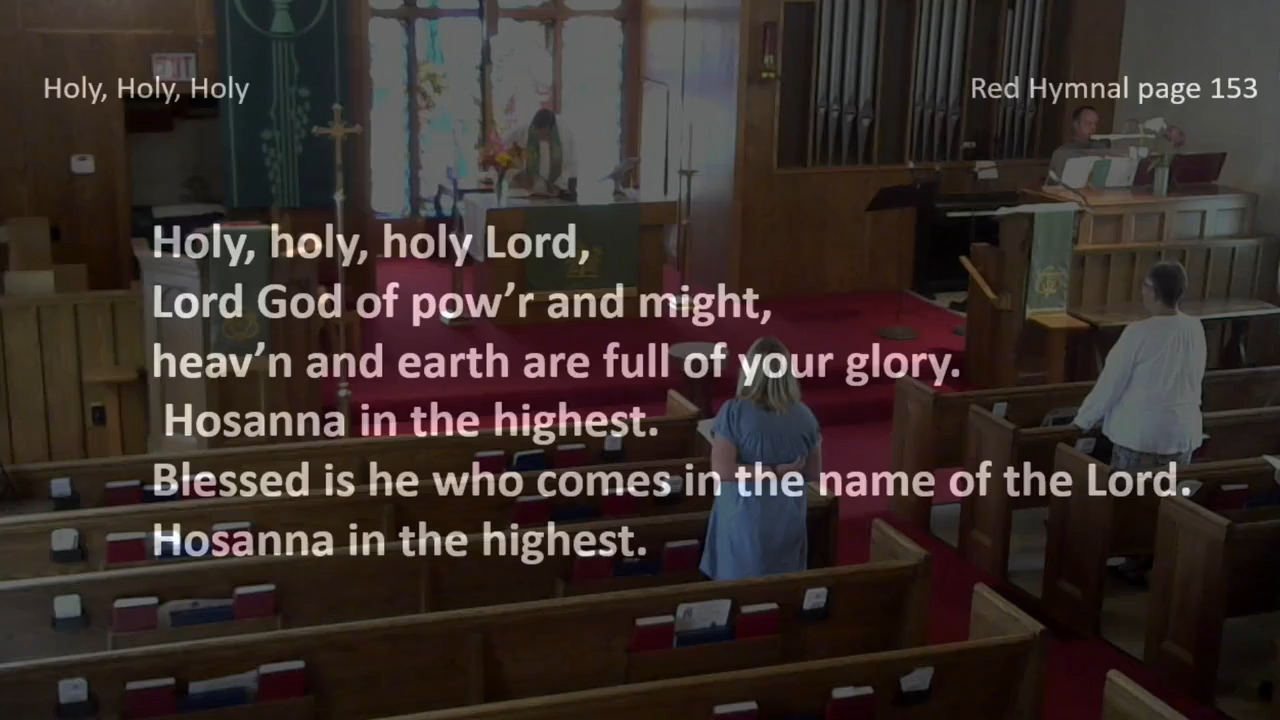 Holy, Holy, Holy
Red Hymnal page 153
Holy, holy, holy Lord,
Lord God of pow’r and might,
heav’n and earth are full of your glory.
Hosanna in the highest.
Blessed is he who comes in the name of the Lord.
Hosanna in the highest.